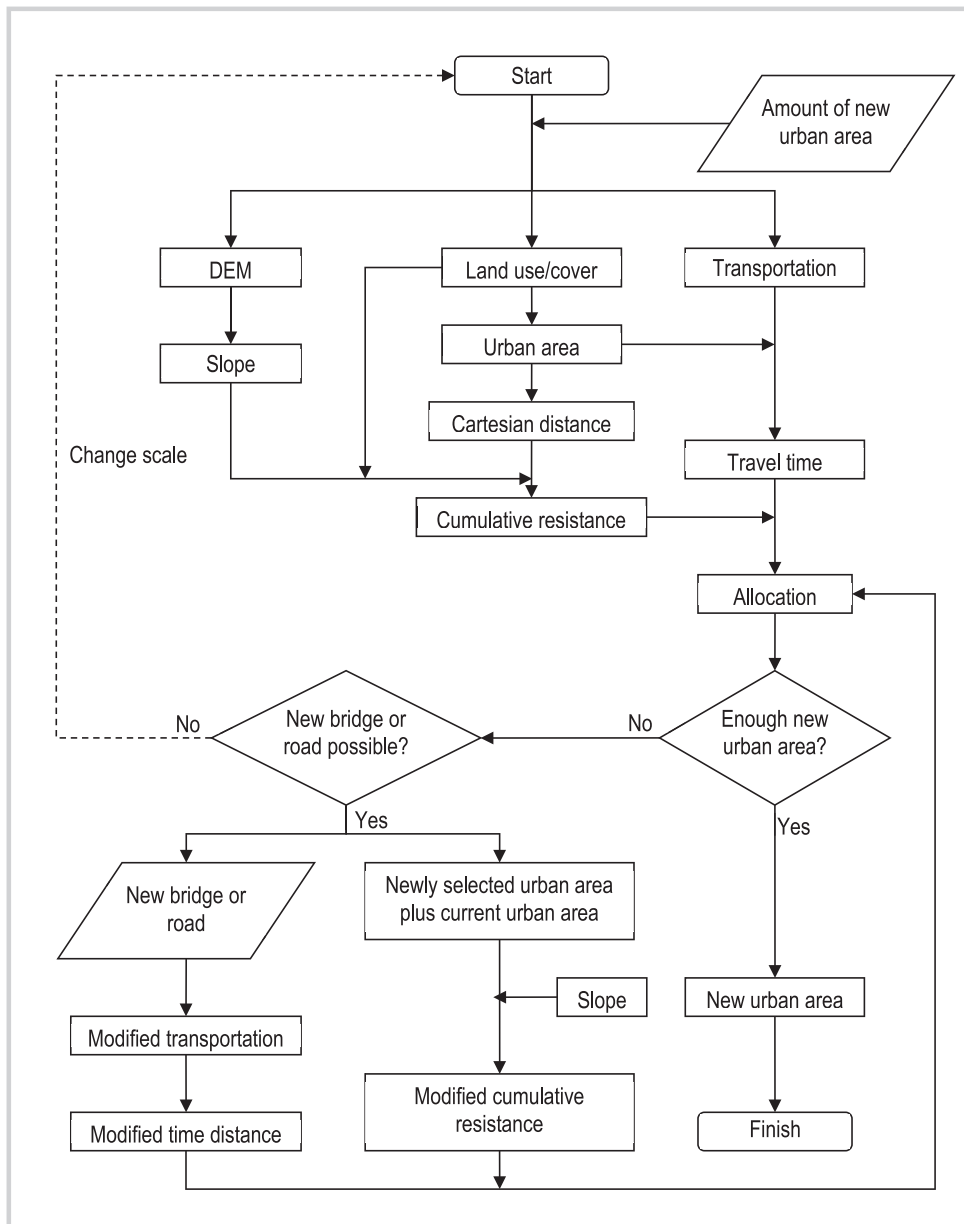 Start
Amount of new
urban area
DEM
Land use/cover
Transportation
Urban area
Slope
Cartesian distance
Change scale
Travel time
Cumulative resistance
Allocation
No
New bridge or
road possible?
No
Enough new
urban area?
Yes
Yes
New bridge or
road
Newly selected urban area
plus current urban area
Slope
New urban area
Modified transportation
Modified cumulative
resistance
Modified time distance
Finish